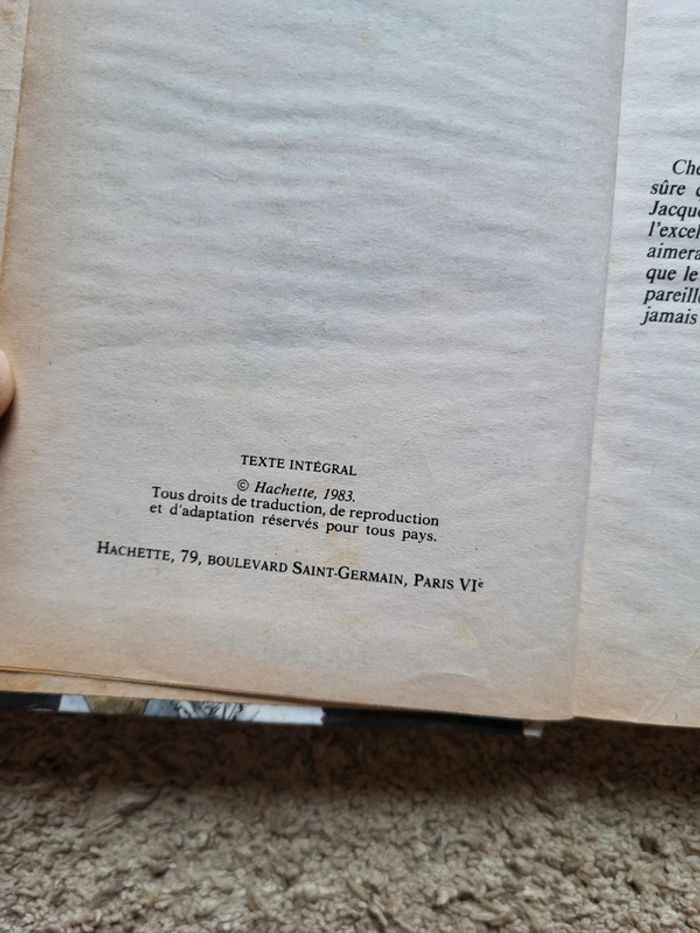 TEXTE INTÉGRAL
© Hachette, 1983.
Tous droits de traduction, de reproduction
et d'adaptation réservés pour tous pays.
HACHETTE, 79, BOULEVARD SAINT-GERMAIN, PARIS VIᵉ
sûre
que le
jamais